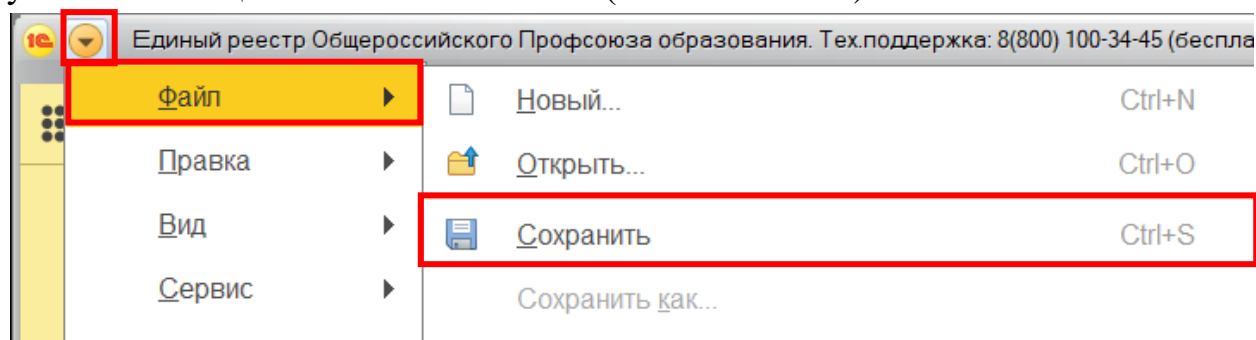 1С Единый реестр Общероссийского Профсоюза образования. Тех.поддержка: 8(800) 100-34-45
Файл Новый... Ctrl+N
Правка Открыть... Ctrl+O
Вид Сохранить Ctrl+S
Сервис Сохранить как...